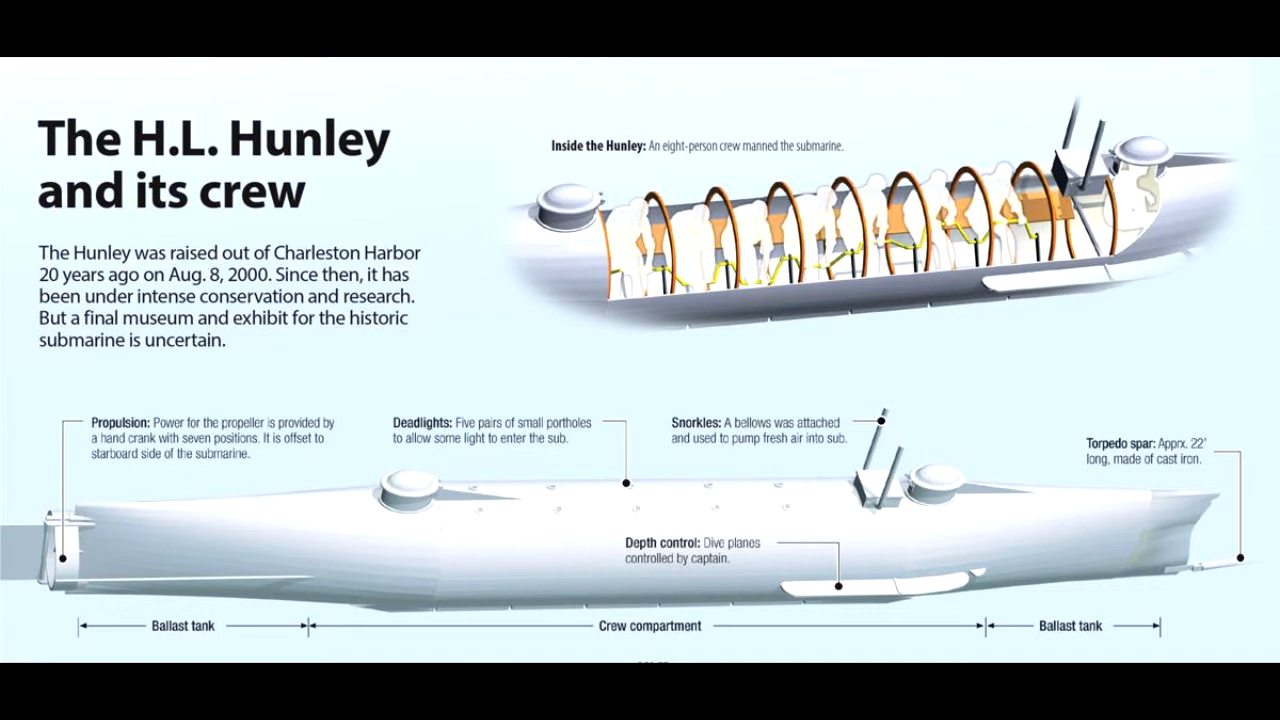 The H.L. Hunley
and its crew
The Hunley was raised out of Charleston Harbor
20 years ago on Aug. 8, 2000. Since then, it has
been under intense conservation and research.
But a final museum and exhibit for the historic
submarine is uncertain.
Inside the Hunley: An eight-person crew manned the submarine.
Propulsion: Power for the propeller is provided by
a hand crank with seven positions. It is offset to
starboard side of the submarine.
Deadlights: Five pairs of small portholes
to allow some light to enter the sub.
Snorkles: A bellows was attached
and used to pump fresh air into sub.
Torpedo spar: Apprx. 22'
long, made of cast iron.
Depth control: Dive planes
controlled by captain.
Ballast tank
Crew compartment
Ballast tank